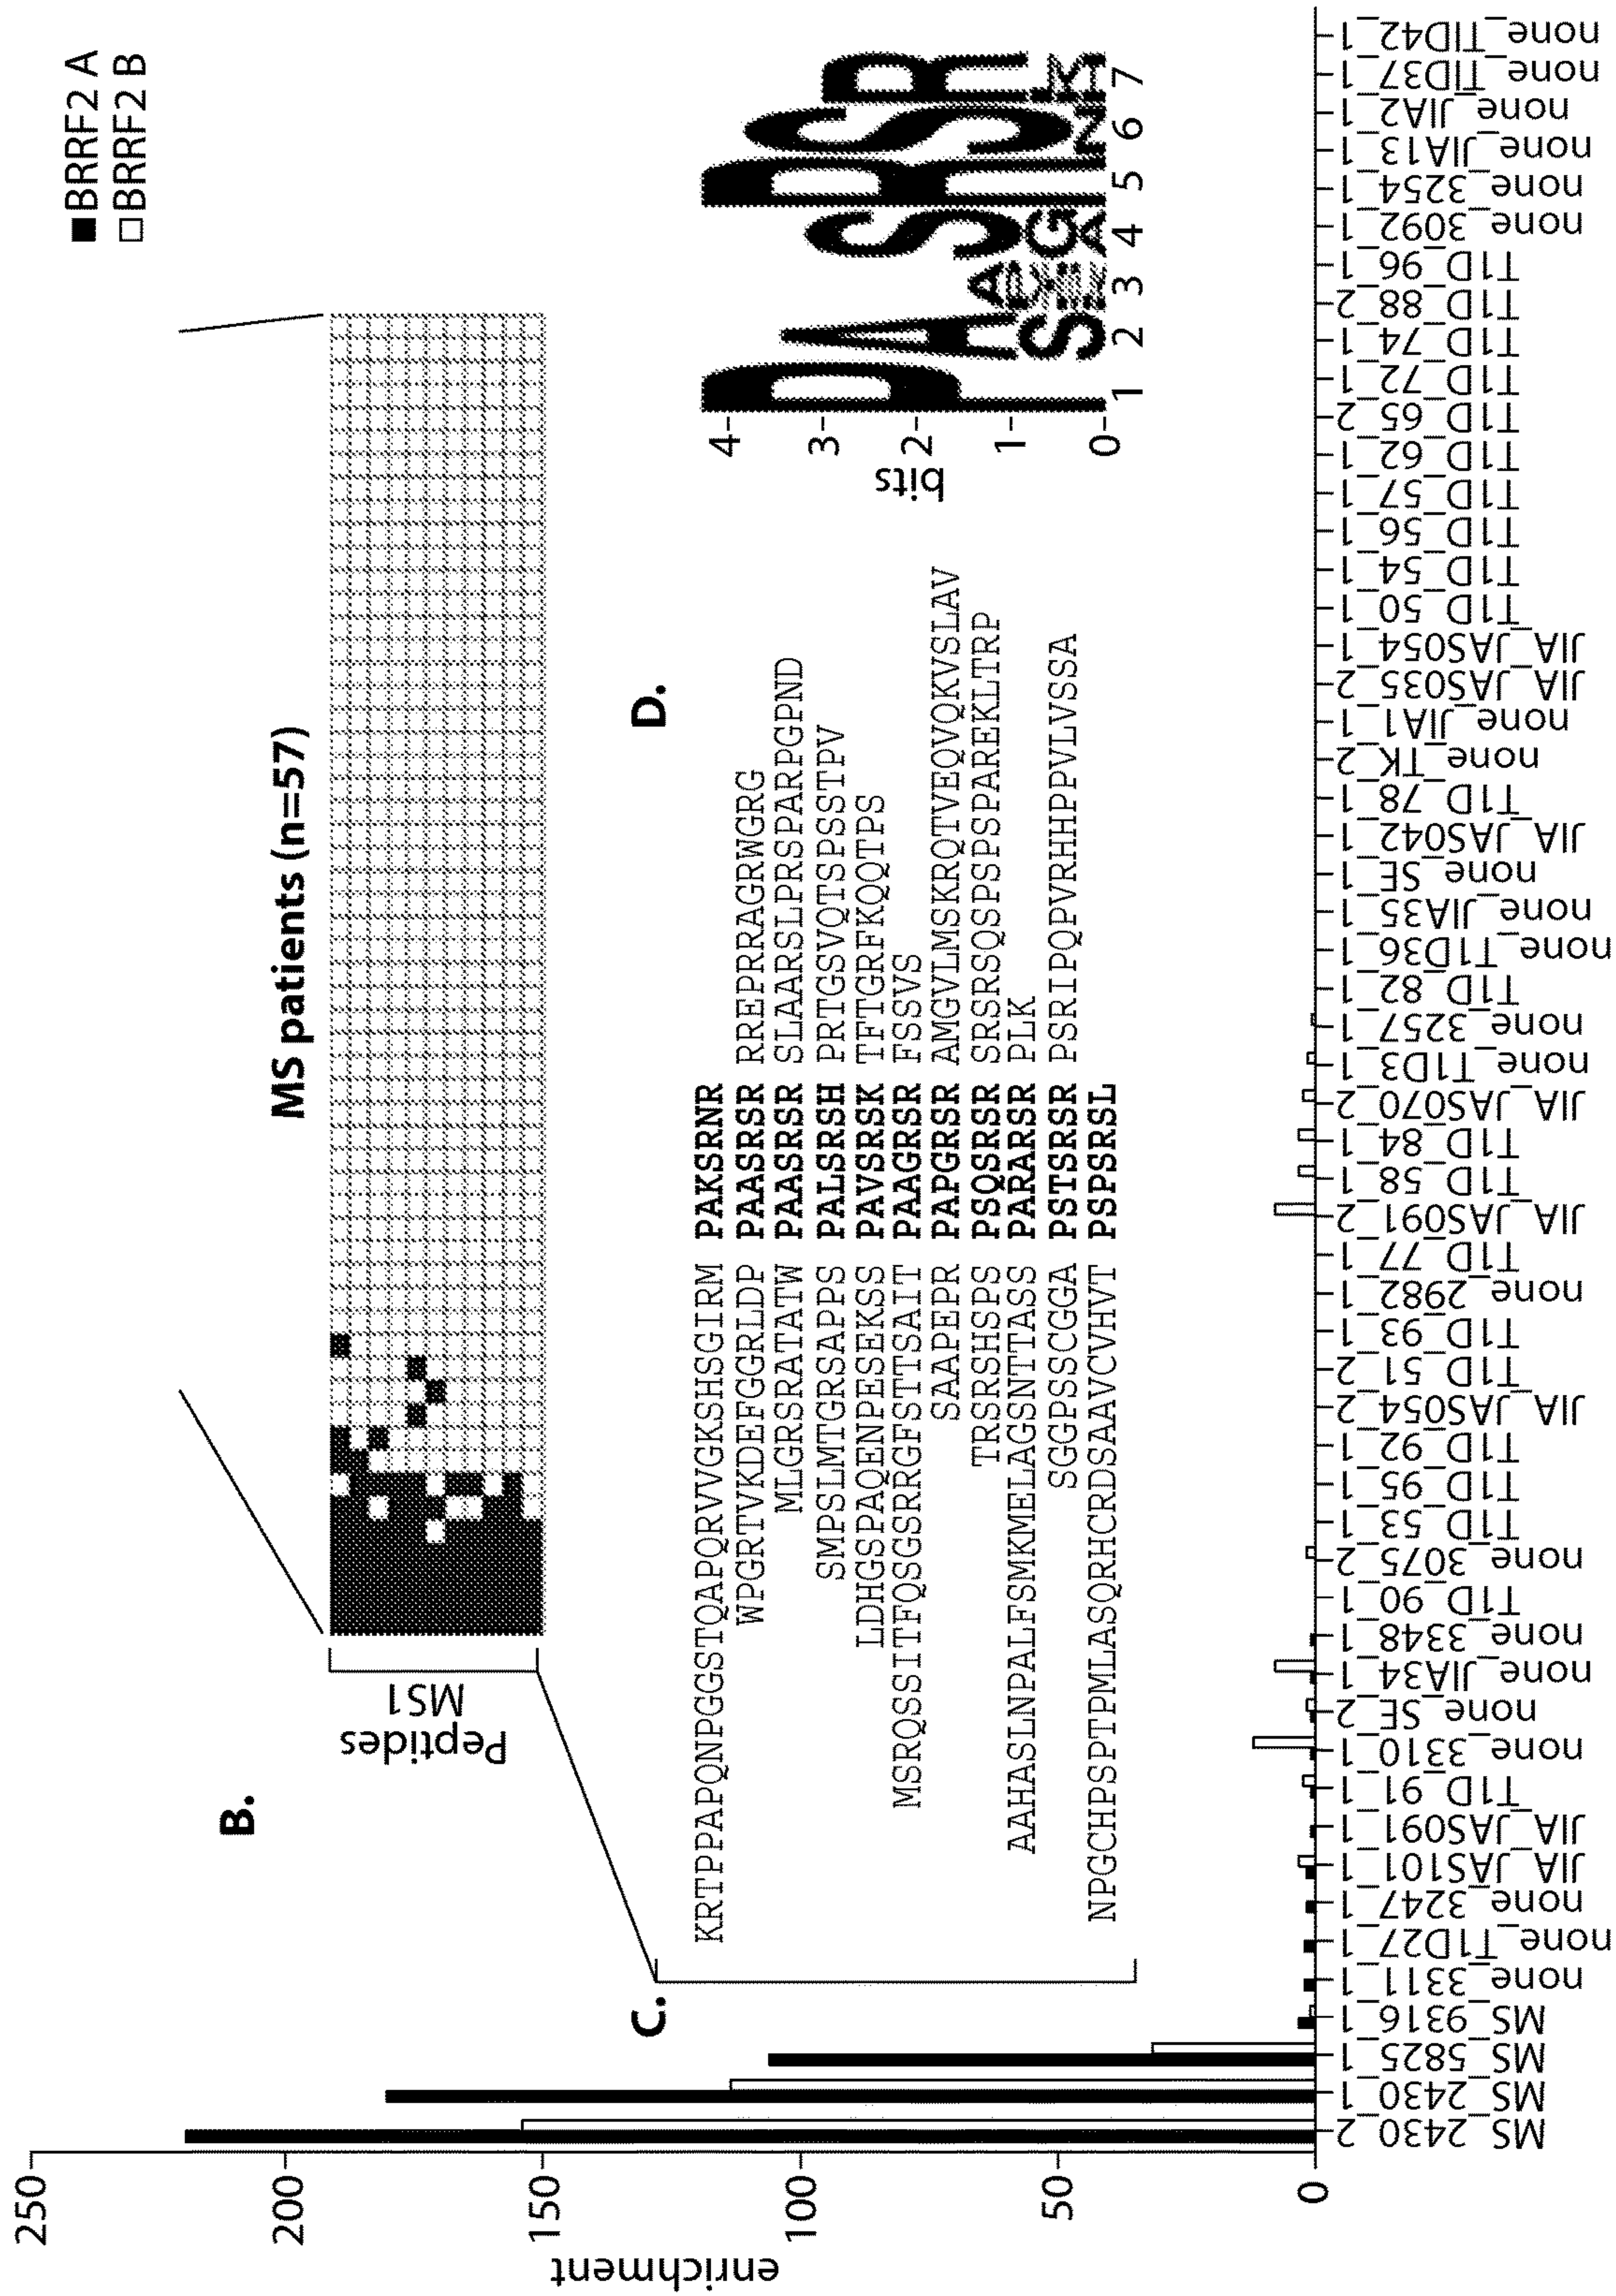 ■BRRF2 A
□BRRF2 B
B.
MS patients (n=57)
Peptides
MS1
C.
KRTPPAPQNPGGSTQAPQRVVGKSHSGIRM PAKSRNR
WPGRTVKDEFGGRLDP PAASRSR RREPRRAGRWGRG
MLGRSRATATW PAASRSR SLAARSLPRSPARPGPND
SMPSLMTGRSAPPS PALSRSH PRTGSVQTSPSSTPV
LDHGSPAQENPESEKSS PAVSRSK TFTGRFKQQTPS
MSRQSSITFQSGSRRGFSTTSAIT PAAGRSR FSSVS
SAAPEPR PAPGRSR AMGVLMSKRQTVEQVQKVSLAV
TRSRSHSPS PSQSRSR SRSRSQSPSPSPSPAREKLTRP
AAHASLNPALFSMKMELAGSNTTASS PARARSR PLK
SGGPSSCGGA PSTSRSR PSRIPQPVRHHPPVLVSSA
NPGCHPSPTPMLASQRHCRDSAAVCVHVT PSPSRSL
D.
bits
4
3
2
1
0
1 2 3 4 5 6 7
enrichment
250
200
150
100
50
0
MS_2430_2
MS_2430_1
MS_5825_1
MS_9316_1
none_3311_1
none_T1D27_1
none_3247_1
JIA_JAS101_1
JIA_JAS091_1
T1D_91_1
none_3310_1
none_SE_2
none_JIA34_1
none_3348_1
T1D_90_1
none_3075_2
T1D_53_1
T1D_95_1
T1D_92_1
JIA_JAS054_2
T1D_51_2
T1D_93_1
none_2982_1
T1D_77_1
JIA_JAS091_2
T1D_58_1
T1D_84_1
JIA_JAS070_2
none_T1D3_1
none_3257_1
T1D_82_1
none_T1D36_1
none_JIA35_1
none_SE_1
JIA_JAS042_1
T1D_78_1
none_TK_2
none_JIA1_1
JIA_JAS035_2
JIA_JAS054_1
T1D_50_1
T1D_54_1
T1D_56_1
T1D_57_1
T1D_62_1
T1D_65_2
T1D_72_1
T1D_74_1
T1D_88_2
T1D_96_1
none_3092_1
none_3254_1
none_JIA13_1
none_JIA2_1
none_TID37_1
none_TID42_1